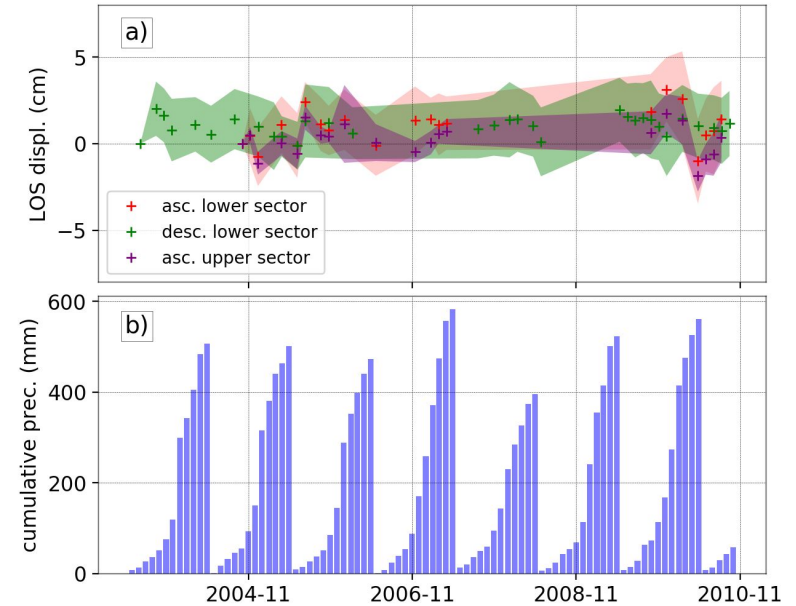 a)
5
0
−5
LOS displ. (cm)
asc. lower sector
desc. lower sector
asc. upper sector
b)
600
400
200
0
cumulative prec. (mm)
2004-11
2006-11
2008-11
2010-11